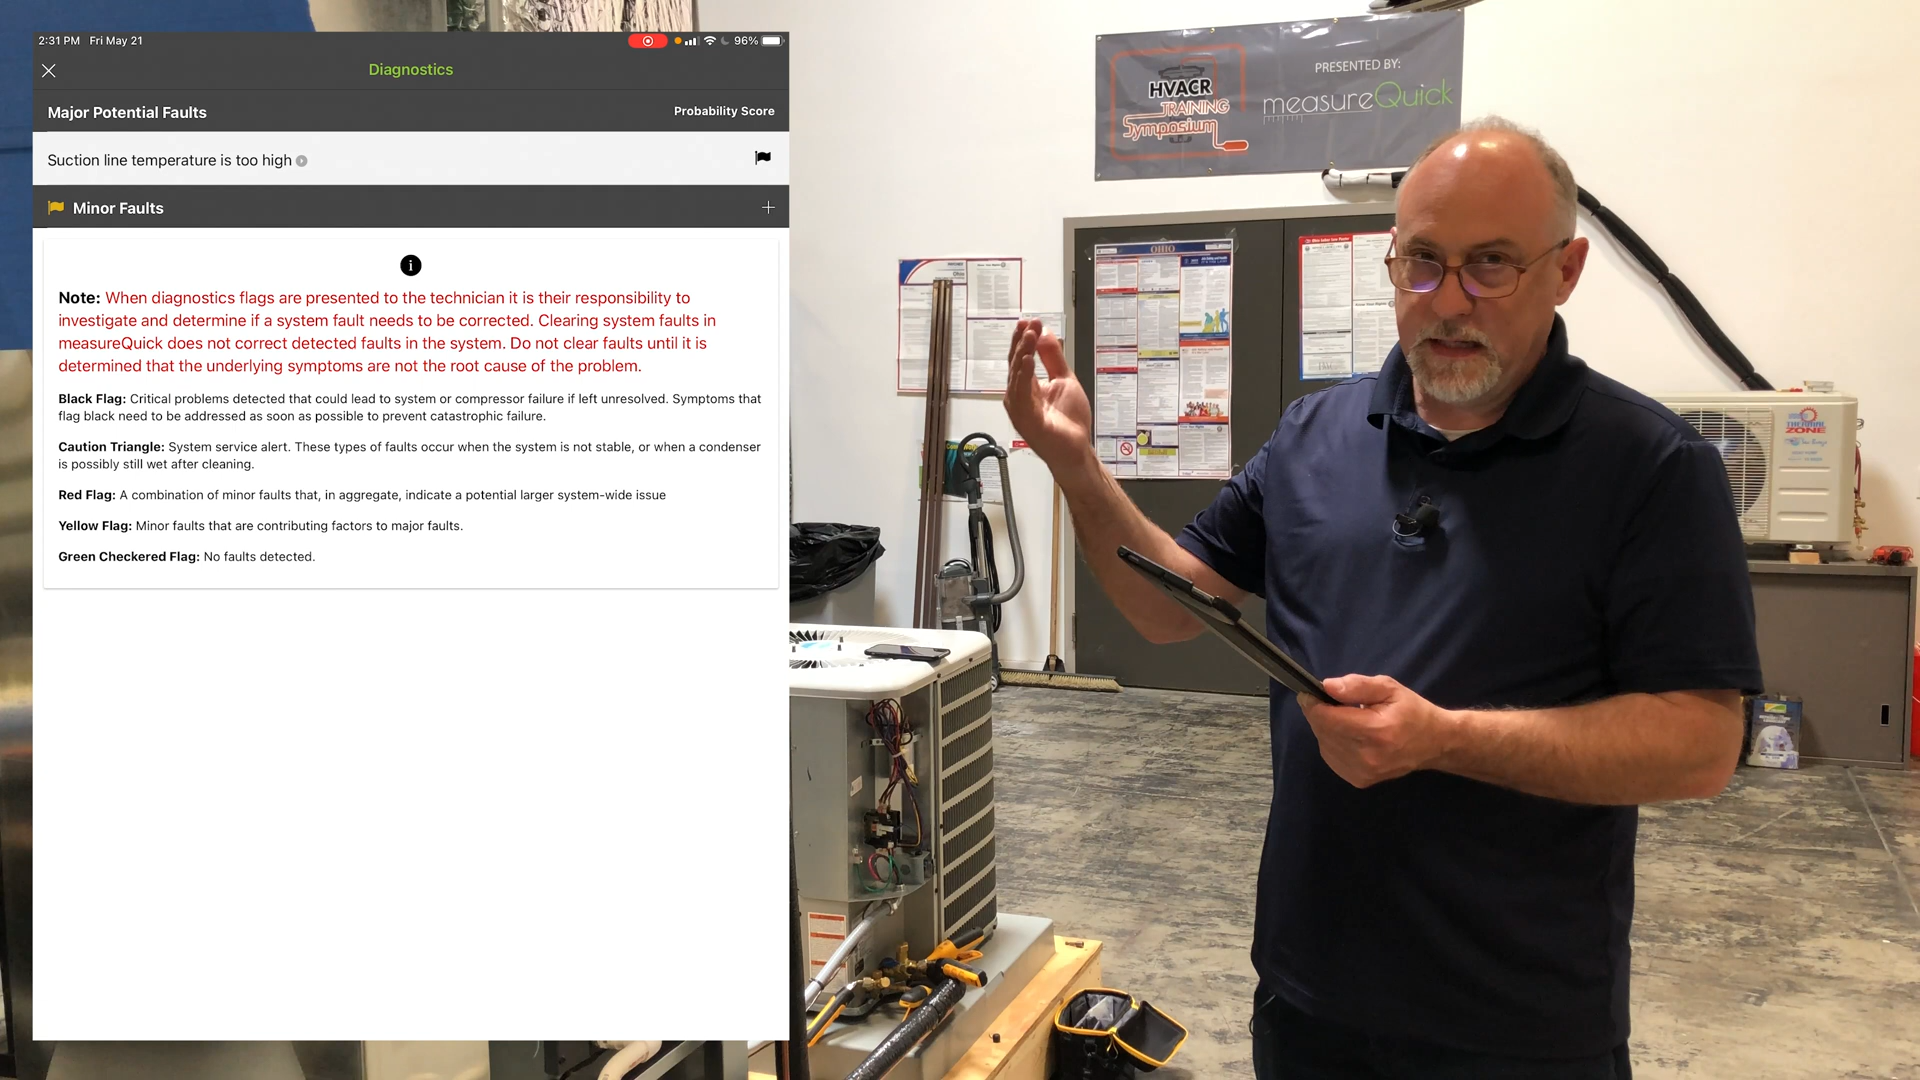 2:31 PM Fri May 21
96%
Diagnostics
Major Potential Faults
Probability Score
Suction line temperature is too high
Minor Faults
Note: When diagnostics flags are presented to the technician it is their responsibility to
investigate and determine if a system fault needs to be corrected. Clearing system faults in
measureQuick does not correct detected faults in the system. Do not clear faults until it is
determined that the underlying symptoms are not the root cause of the problem.
Black Flag: Critical problems detected that could lead to system or compressor failure if left unresolved. Symptoms that
flag black need to be addressed as soon as possible to prevent catastrophic failure.
Caution Triangle: System service alert. These types of faults occur when the system is not stable, or when a condenser
is possibly still wet after cleaning.
Red Flag: A combination of minor faults that, in aggregate, indicate a potential larger system-wide issue
Yellow Flag: Minor faults that are contributing factors to major faults.
Green Checkered Flag: No faults detected.
HVACR
TRAINING
Symposium
PRESENTED BY:
measureQuick
OHIO
THERMAL
ZONE